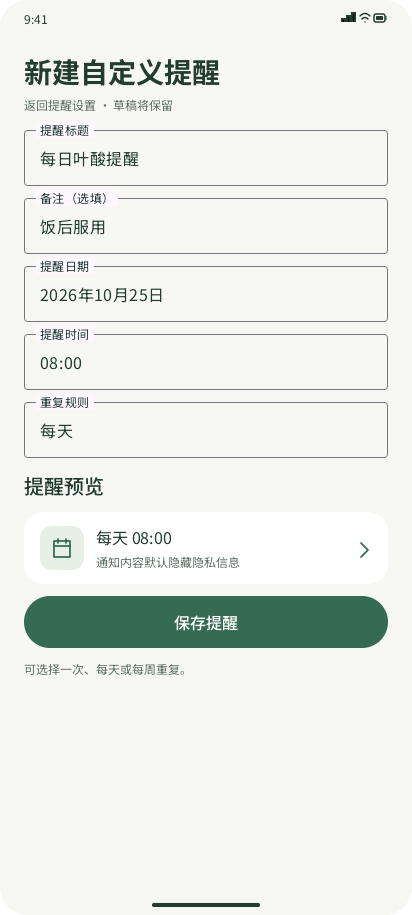 9:41
新建自定义提醒
返回提醒设置 · 草稿将保留
提醒标题
每日叶酸提醒
备注（选填）
饭后服用
提醒日期
2026年10月25日
提醒时间
08:00
重复规则
每天
提醒预览
每天 08:00
通知内容默认隐藏隐私信息
保存提醒
可选择一次、每天或每周重复。